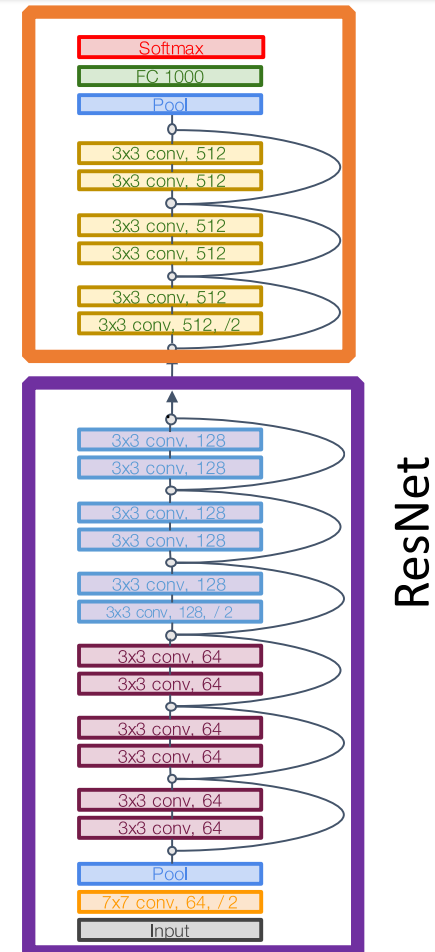 Softmax
FC 1000
Pool
3x3 conv, 512
3x3 conv, 512
3x3 conv, 512
3x3 conv, 512
3x3 conv, 512
3x3 conv, 512, /2
3x3 conv, 128
3x3 conv, 128
3x3 conv, 128
3x3 conv, 128
3x3 conv, 128
3x3 conv, 128, / 2
3x3 conv, 64
3x3 conv, 64
3x3 conv, 64
3x3 conv, 64
3x3 conv, 64
3x3 conv, 64
Pool
7x7 conv, 64, / 2
Input
ResNet